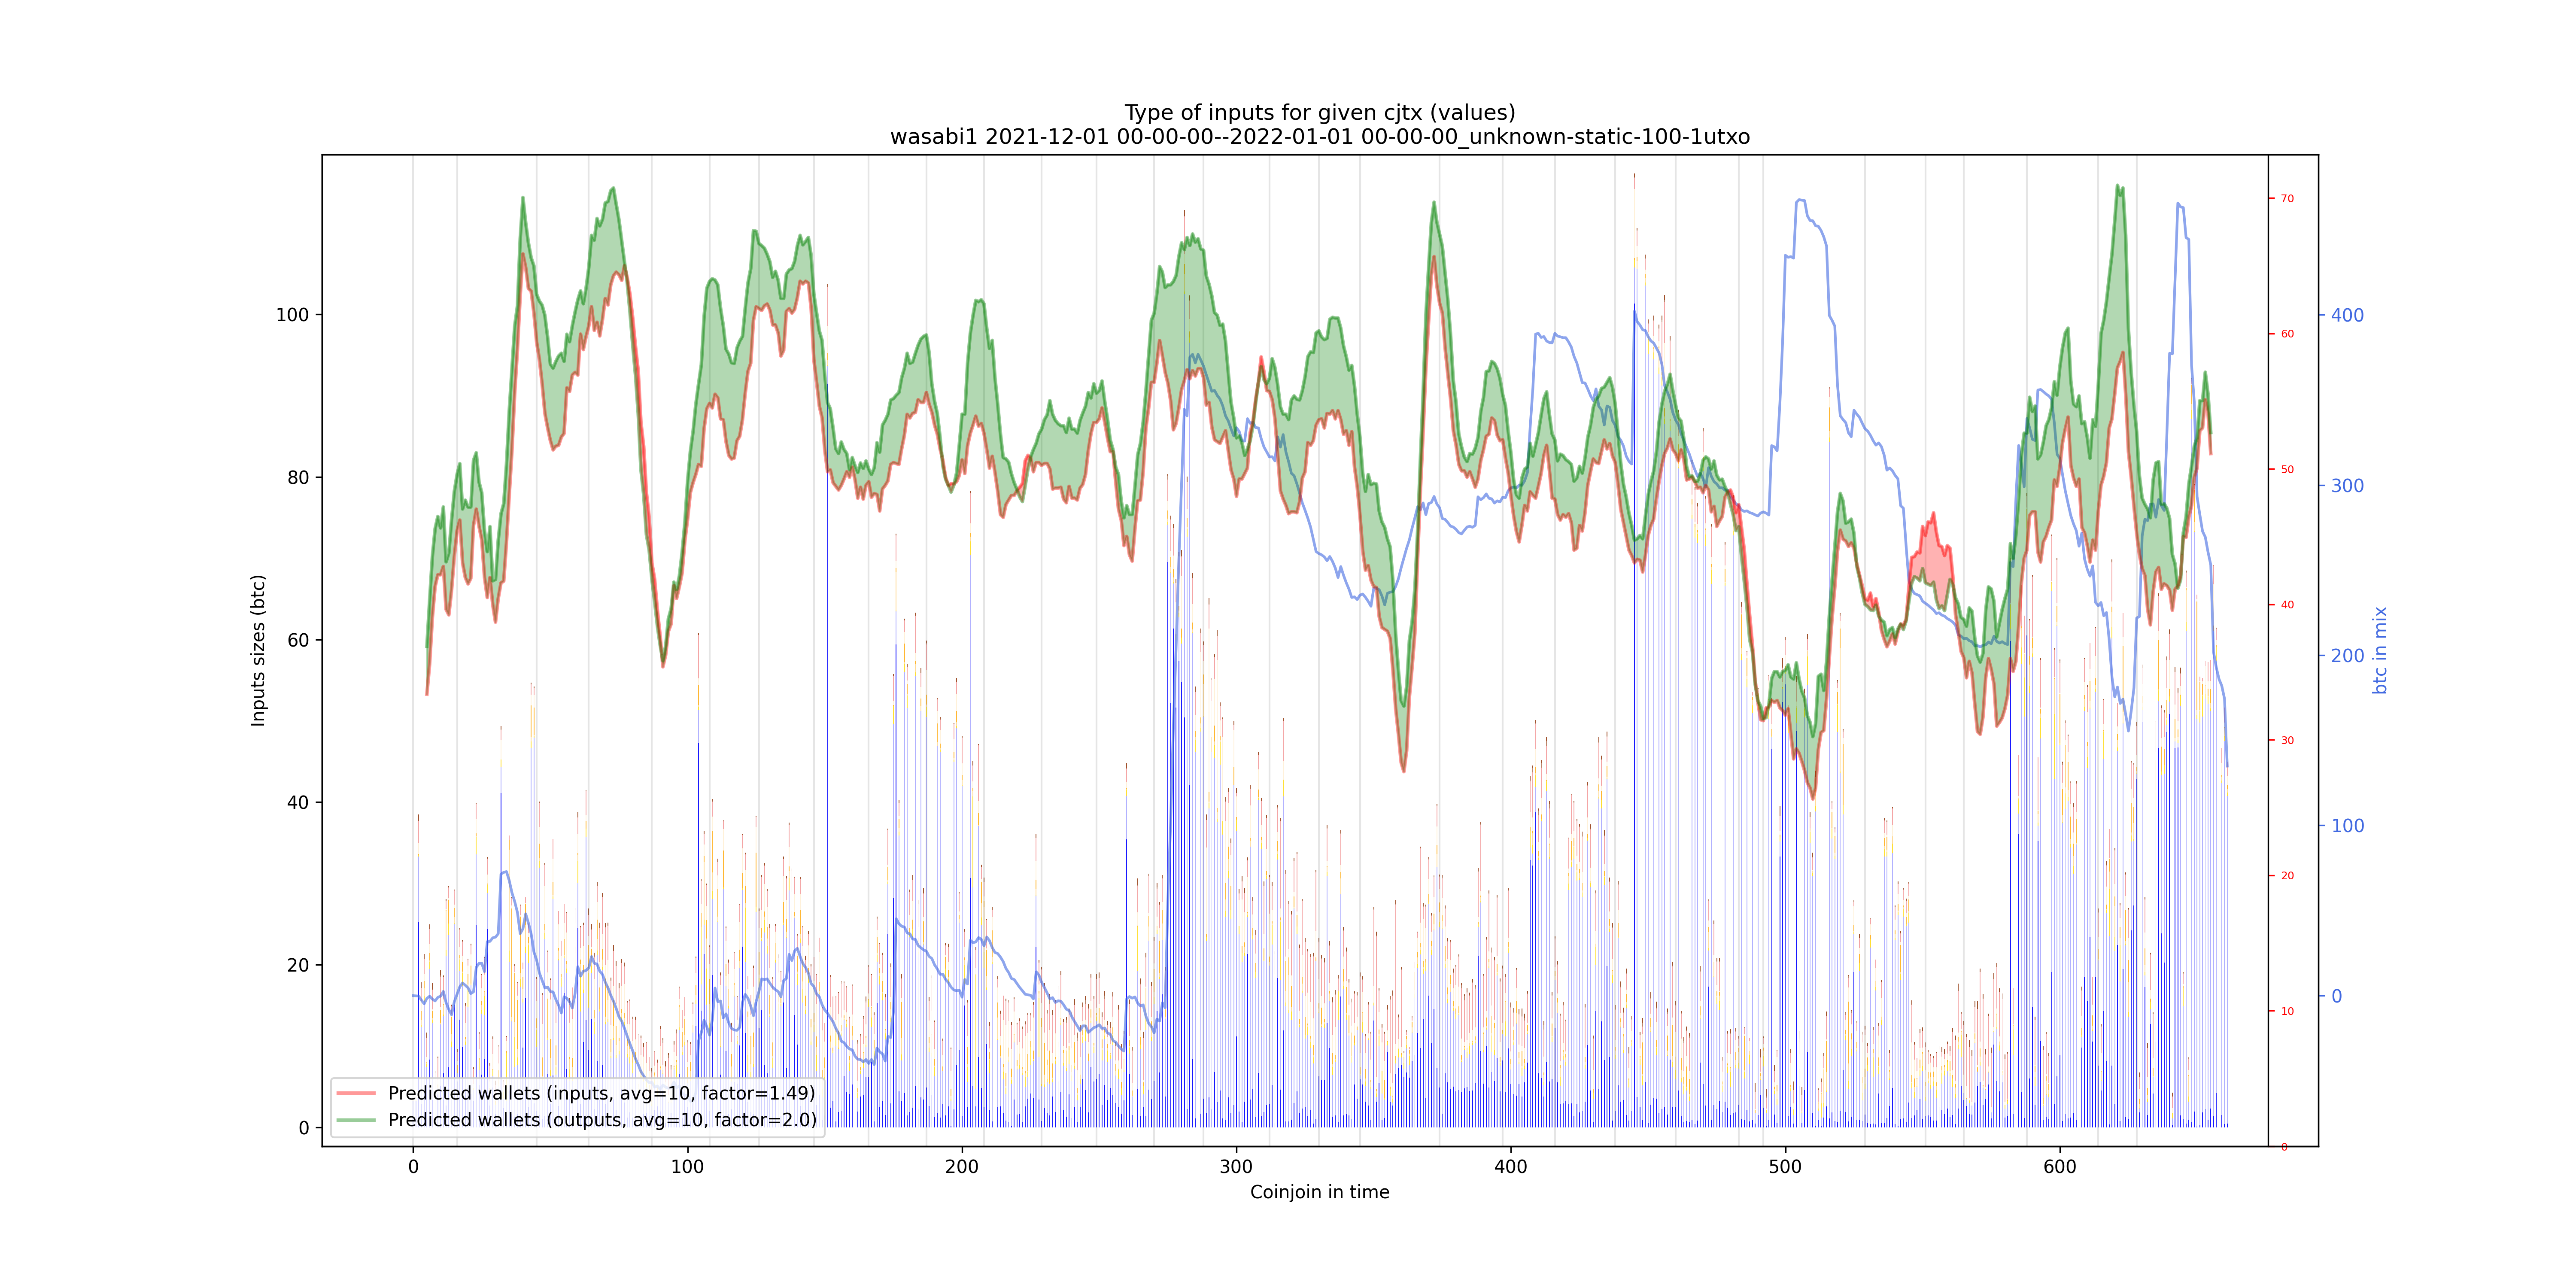 Type of inputs for given cjtx (values)
wasabi1 2021-12-01 00-00-00--2022-01-01 00-00-00_unknown-static-100-1utxo
Inputs sizes (btc)
100
80
60
40
20
0
70
60
50
40
30
20
10
0
400
300
200
100
0
btc in mix
Predicted wallets (inputs, avg=10, factor=1.49)
Predicted wallets (outputs, avg=10, factor=2.0)
0 100 200 300 400 500 600
Coinjoin in time